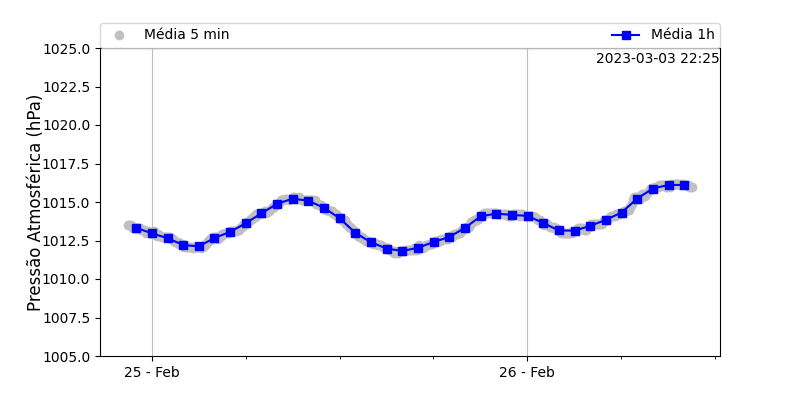 Média 5 min
Média 1h
2023-03-03 22:25
Pressão Atmosférica (hPa)
1025.0
1022.5
1020.0
1017.5
1015.0
1012.5
1010.0
1007.5
1005.0
25 - Feb
26 - Feb